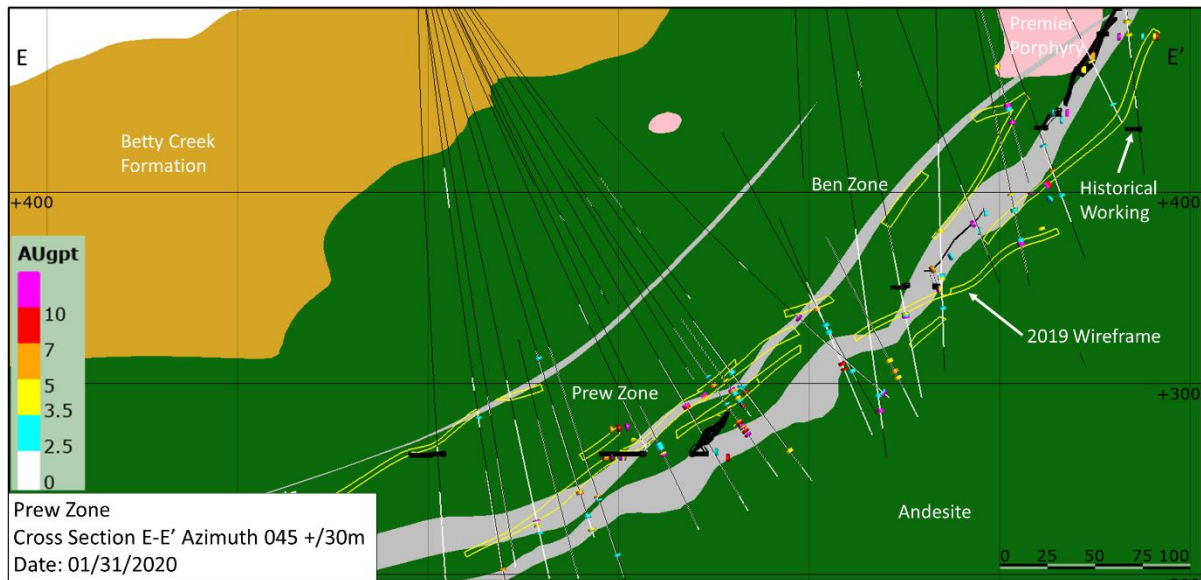 E
Premier
Porphyry
E'
Betty Creek
Formation
Ben Zone
Historical
Working
+400
+400
AUgpt
10
7
5
3.5
2.5
0
2019 Wireframe
Prew Zone
+300
Andesite
Prew Zone
Cross Section E-E’ Azimuth 045 +/30m
Date: 01/31/2020
0 25 50 75 100